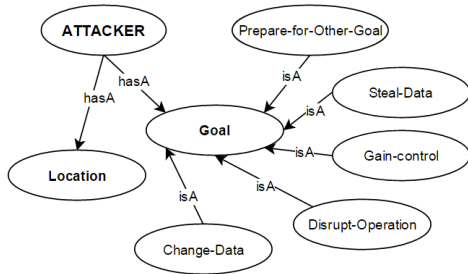 ATTACKER
Prepare-for-Other-Goal
hasA
isA
hasA
Steal-Data
isA
Goal
Gain-control
isA
Location
isA
isA
Disrupt-Operation
Change-Data